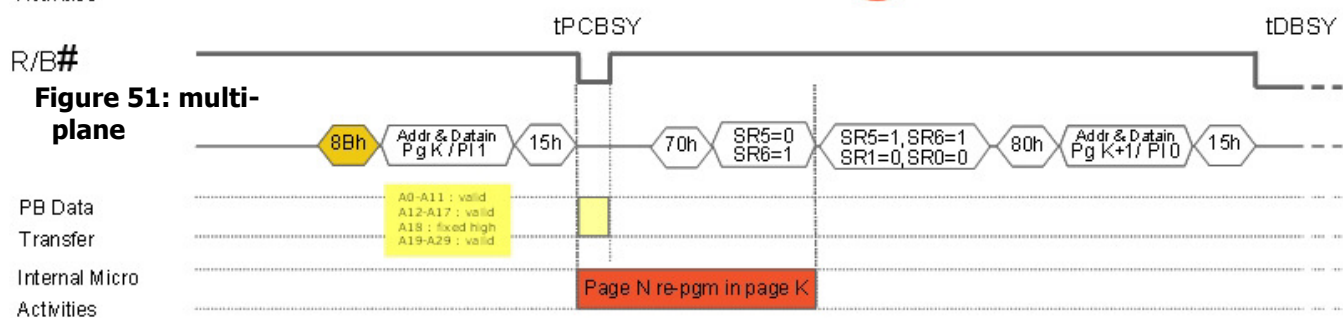 tPCBSY
tDBSY
R/B#
Figure 51: multi-
plane
8Bh
Addr & Datain
Pg K / Pl 1
15h
70h
SR5=0
SR6=1
SR5=1, SR6=1
SR1=0, SR0=0
80h
Addr & Datain
Pg K+1 / Pl 0
15h
A0-A11 : valid
A12-A17 : valid
A18 : fixed high
A19-A29 : valid
PB Data
Transfer
Internal Micro
Activities
Page N re-pgm in page K